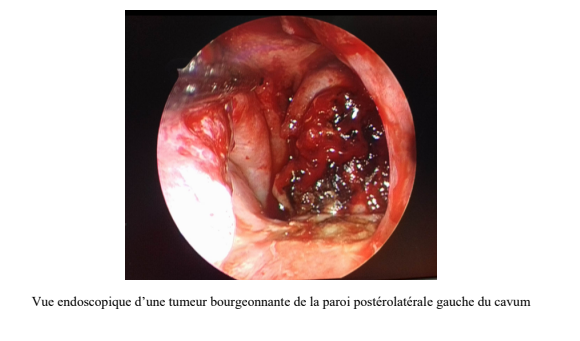 Vue endoscopique d’une tumeur bourgeonnante de la paroi postérolatérale gauche du cavum